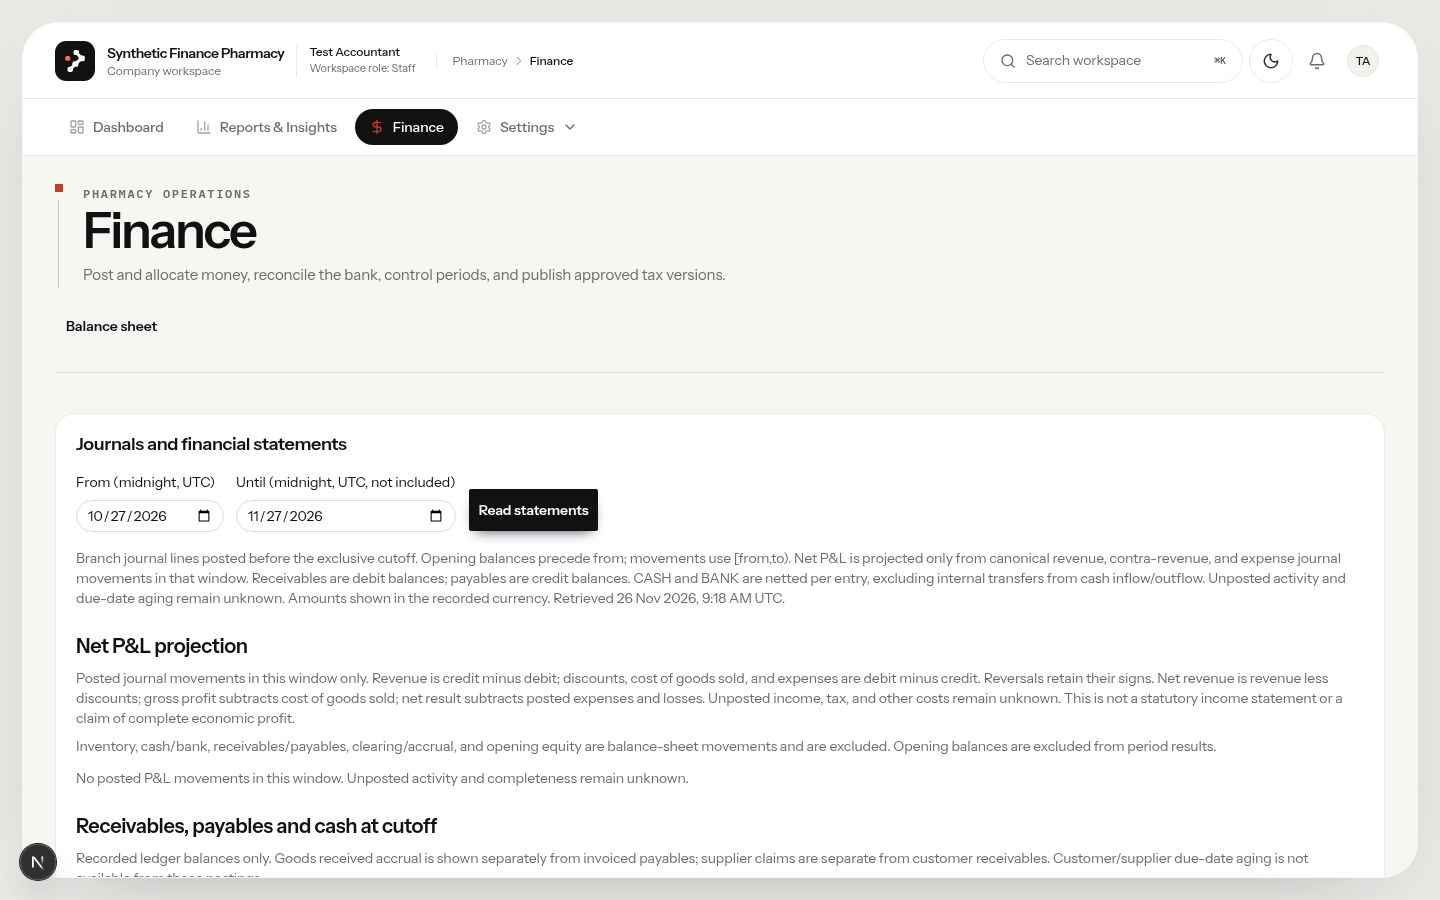 Synthetic Finance Pharmacy
Company workspace
Test Accountant
Workspace role: Staff
Pharmacy
Finance
Search workspace
⌘K
TA
Dashboard
Reports & Insights
Finance
Settings
PHARMACY OPERATIONS
Finance
Post and allocate money, reconcile the bank, control periods, and publish approved tax versions.
Balance sheet
Journals and financial statements
From (midnight, UTC)
Until (midnight, UTC, not included)
10/27/2026
11/27/2026
Read statements
Branch journal lines posted before the exclusive cutoff. Opening balances precede from; movements use [from,to). Net P&L is projected only from canonical revenue, contra-revenue, and expense journal
movements in that window. Receivables are debit balances; payables are credit balances. CASH and BANK are netted per entry, excluding internal transfers from cash inflow/outflow. Unposted activity and
due-date aging remain unknown. Amounts shown in the recorded currency. Retrieved 26 Nov 2026, 9:18 AM UTC.
Net P&L projection
Posted journal movements in this window only. Revenue is credit minus debit; discounts, cost of goods sold, and expenses are debit minus credit. Reversals retain their signs. Net revenue is revenue less
discounts; gross profit subtracts cost of goods sold; net result subtracts posted expenses and losses. Unposted income, tax, and other costs remain unknown. This is not a statutory income statement or a
claim of complete economic profit.
Inventory, cash/bank, receivables/payables, clearing/accrual, and opening equity are balance-sheet movements and are excluded. Opening balances are excluded from period results.
No posted P&L movements in this window. Unposted activity and completeness remain unknown.
Receivables, payables and cash at cutoff
Recorded ledger balances only. Goods received accrual is shown separately from invoiced payables; supplier claims are separate from customer receivables. Customer/supplier due-date aging is not
available from these postings.
N